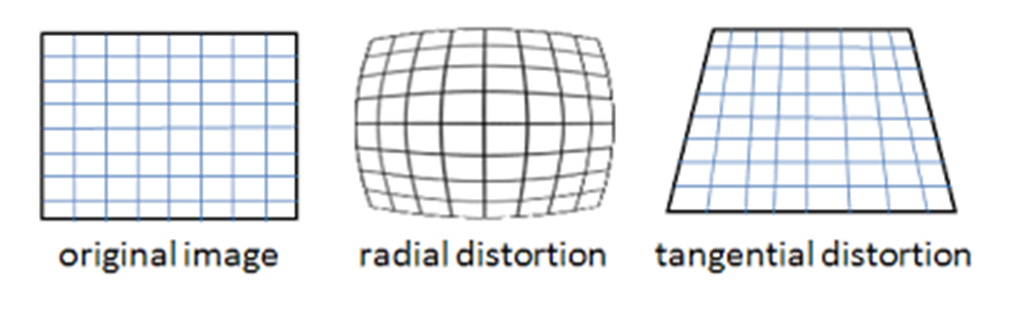 original image
radial distortion
tangential distortion